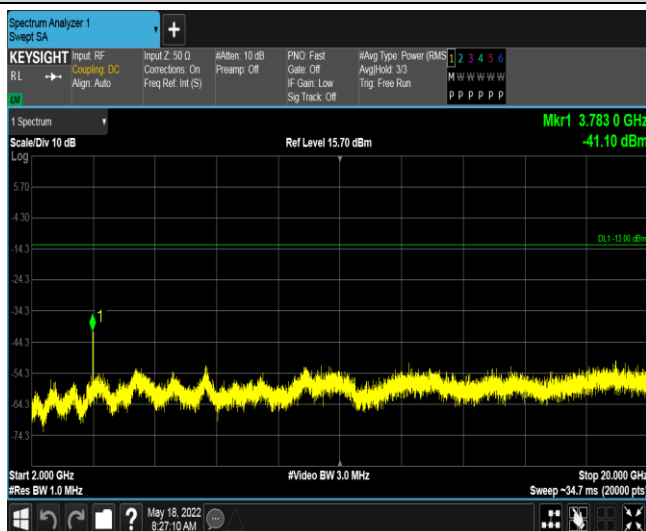 Spectrum Analyzer 1
Swept SA
+
KEYSIGHT
RL
LNI
Input: RF
Coupling: DC
Align: Auto
Input Z: 50 Ω
Corrections: On
Freq Ref: Int (S)
#Atten: 10 dB
Preamp: Off
PNO: Fast
Gate: Off
IF Gain: Low
Sig Track: Off
#Avg Type: Power (RMS
Avg|Hold: 3/3
Trig: Free Run
1 2 3 4 5 6
M W W W W W
P P P P P P
1 Spectrum
Mkr1 3.783 0 GHz
Scale/Div 10 dB
Ref Level 15.70 dBm
-41.10 dBm
Log
5.70
-4.30
DL1 -13.00 dBm
-14.3
-24.3
-34.3
1
-44.3
-54.3
-64.3
-74.3
Start 2.000 GHz
#Video BW 3.0 MHz
Stop 20.000 GHz
#Res BW 1.0 MHz
Sweep ~34.7 ms (20000 pts)
?
May 18, 2022
8:27:10 AM